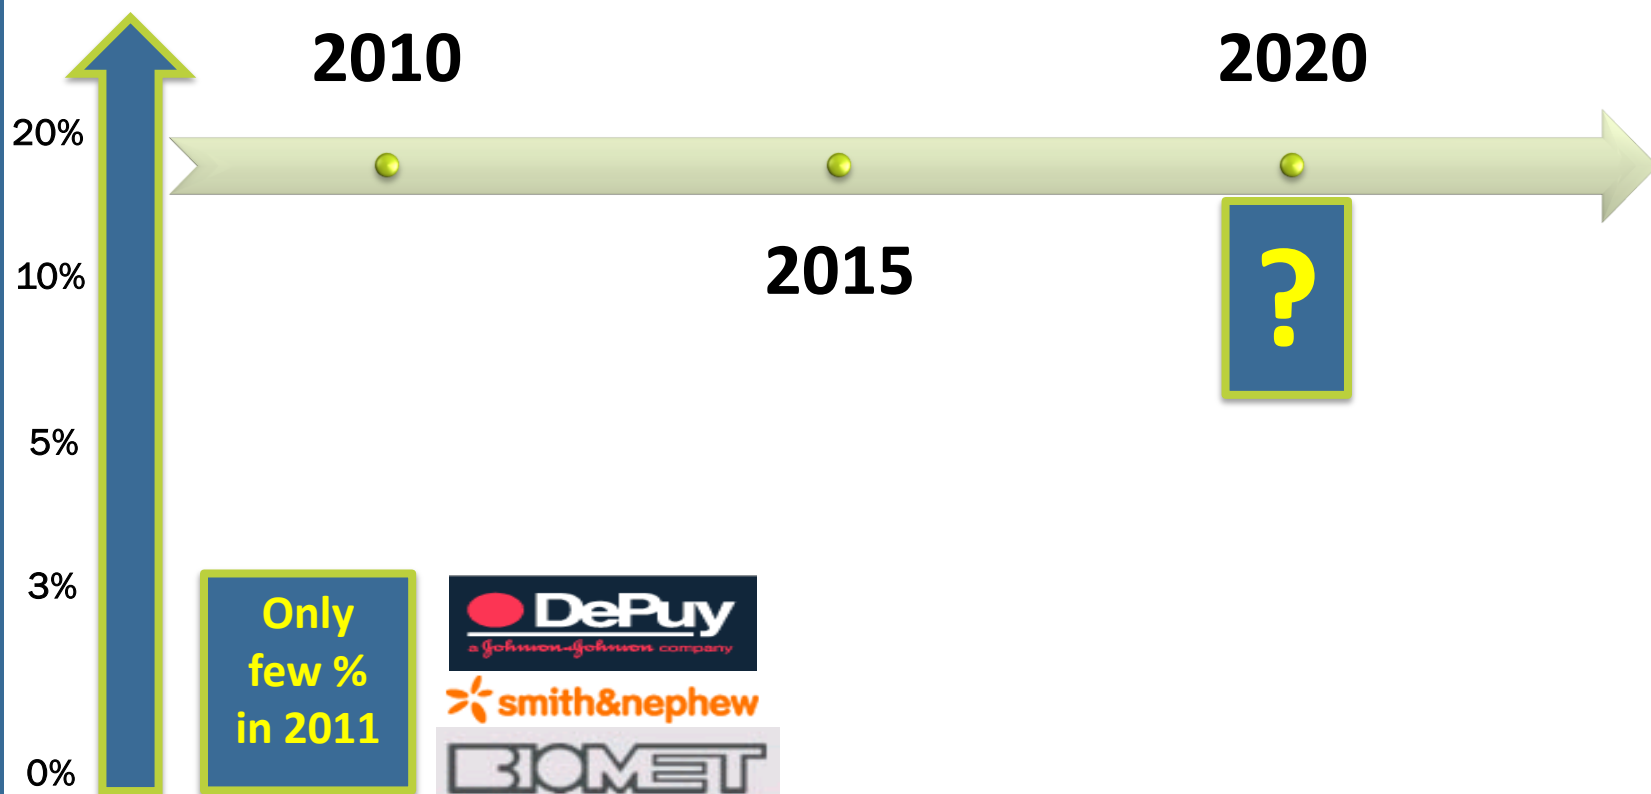 2010
2020
20%
10%
2015
?
5%
3%
Only
few %
in 2011
DePuy
a Johnson & Johnson company
smith&nephew
BIOMET
0%